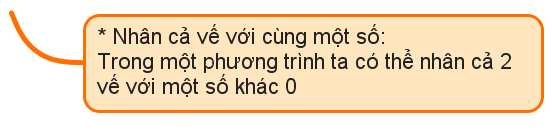 * Nhân cả vế với cùng một số:
Trong một phương trình ta có thể nhân cả 2
vế với một số khác 0